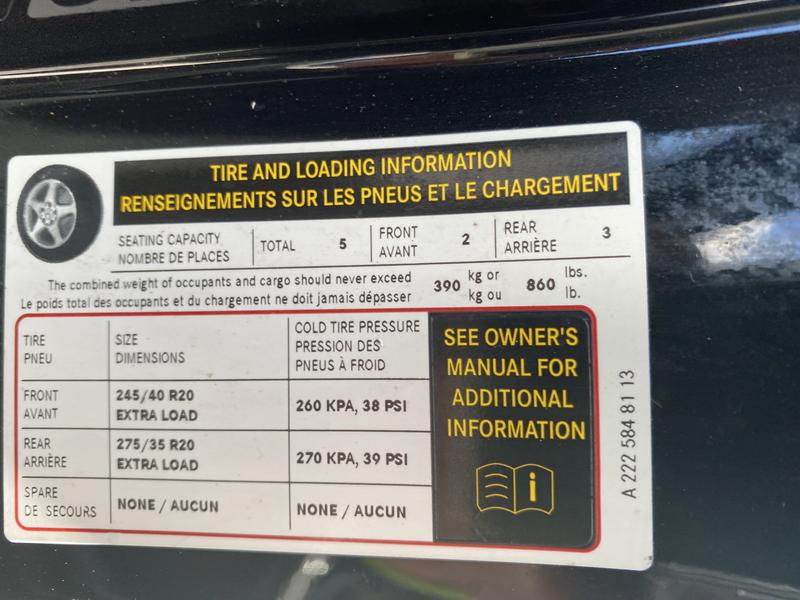 TIRE AND LOADING INFORMATION
RENSEIGNEMENTS SUR LES PNEUS ET LE CHARGEMENT
SEATING CAPACITY
NOMBRE DE PLACES
TOTAL 5
FRONT
AVANT
2
REAR
ARRIÈRE
3
The combined weight of occupants and cargo should never exceed 390 kg or 860 lbs.
Le poids total des occupants et du chargement ne doit jamais dépasser kg ou lb.
TIRE
PNEU
SIZE
DIMENSIONS
COLD TIRE PRESSURE
PRESSION DES
PNEUS À FROID
FRONT
AVANT
245/40 R20
EXTRA LOAD
260 KPA, 38 PSI
REAR
ARRIÈRE
275/35 R20
EXTRA LOAD
270 KPA, 39 PSI
SPARE
DE SECOURS
NONE / AUCUN
NONE / AUCUN
SEE OWNER'S
MANUAL FOR
ADDITIONAL
INFORMATION
i
A 222 584 81 13